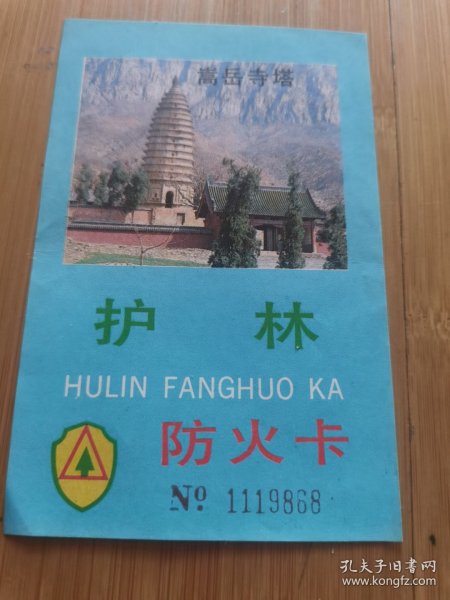 嵩岳寺塔
护林
HULIN FANGHUO KA
防火卡
No 1119868
孔夫子旧书网
www.kongfz.com